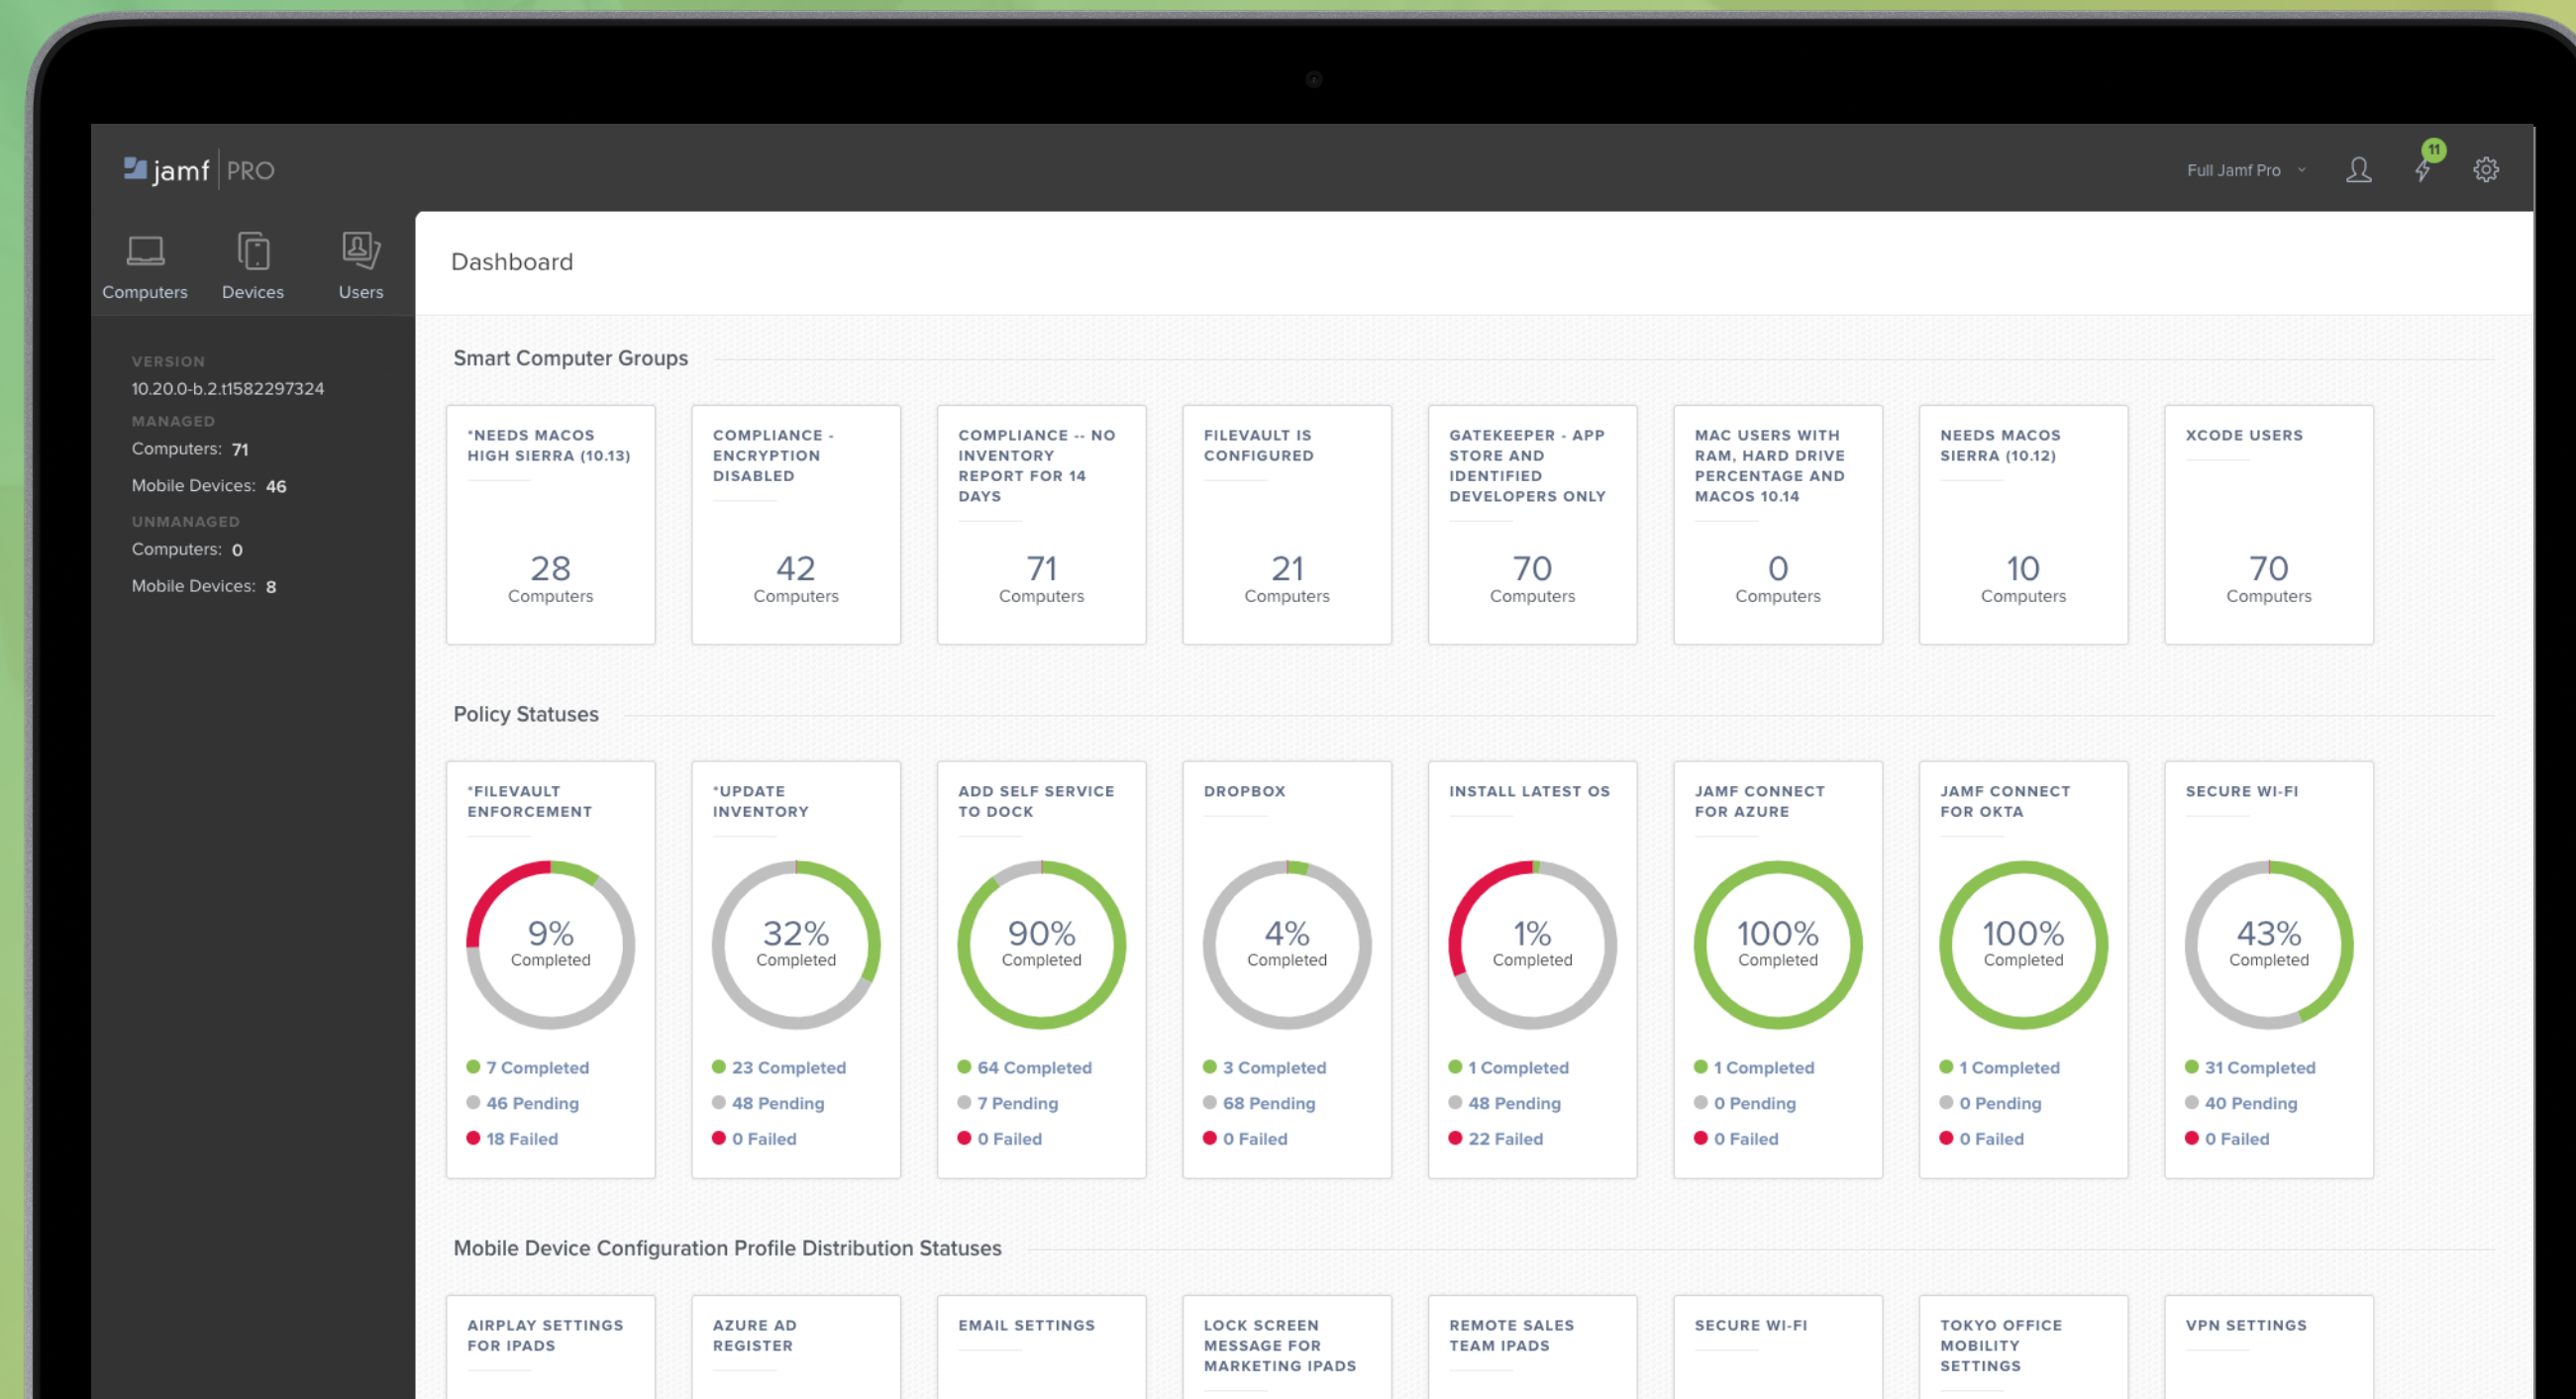 jamf PRO
Full Jamf Pro
11
Computers Devices Users
Dashboard
VERSION
10.20.0-b.2.t1582297324
MANAGED
Computers: 71
Mobile Devices: 46
UNMANAGED
Computers: 0
Mobile Devices: 8
Smart Computer Groups
*NEEDS MACOS
HIGH SIERRA (10.13)
28
Computers
COMPLIANCE -
ENCRYPTION
DISABLED
42
Computers
COMPLIANCE -- NO
INVENTORY
REPORT FOR 14
DAYS
71
Computers
FILEVAULT IS
CONFIGURED
21
Computers
GATEKEEPER - APP
STORE AND
IDENTIFIED
DEVELOPERS ONLY
70
Computers
MAC USERS WITH
RAM, HARD DRIVE
PERCENTAGE AND
MACOS 10.14
0
Computers
NEEDS MACOS
SIERRA (10.12)
10
Computers
XCODE USERS
70
Computers
Policy Statuses
*FILEVAULT
ENFORCEMENT
9%
Completed
7 Completed
46 Pending
18 Failed
*UPDATE
INVENTORY
32%
Completed
23 Completed
48 Pending
0 Failed
ADD SELF SERVICE
TO DOCK
90%
Completed
64 Completed
7 Pending
0 Failed
DROPBOX
4%
Completed
3 Completed
68 Pending
0 Failed
INSTALL LATEST OS
1%
Completed
1 Completed
48 Pending
22 Failed
JAMF CONNECT
FOR AZURE
100%
Completed
1 Completed
0 Pending
0 Failed
JAMF CONNECT
FOR OKTA
100%
Completed
1 Completed
0 Pending
0 Failed
SECURE WI-FI
43%
Completed
31 Completed
40 Pending
0 Failed
Mobile Device Configuration Profile Distribution Statuses
AIRPLAY SETTINGS
FOR IPADS
AZURE AD
REGISTER
EMAIL SETTINGS
LOCK SCREEN
MESSAGE FOR
MARKETING IPADS
REMOTE SALES
TEAM IPADS
SECURE WI-FI
TOKYO OFFICE
MOBILITY
SETTINGS
VPN SETTINGS